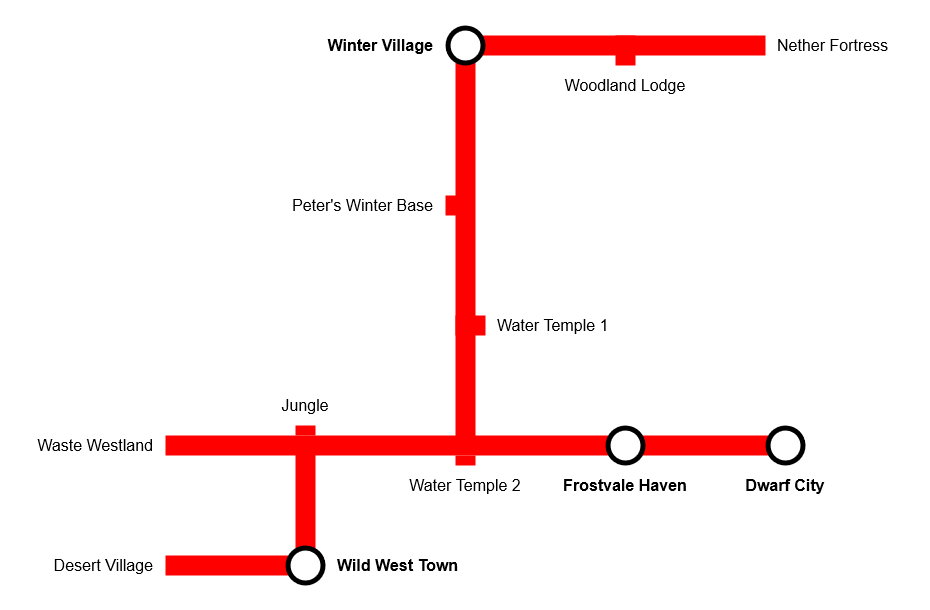 Winter Village
Nether Fortress
Woodland Lodge
Peter's Winter Base
Water Temple 1
Jungle
Waste Westland
Water Temple 2
Frostvale Haven
Dwarf City
Desert Village
Wild West Town